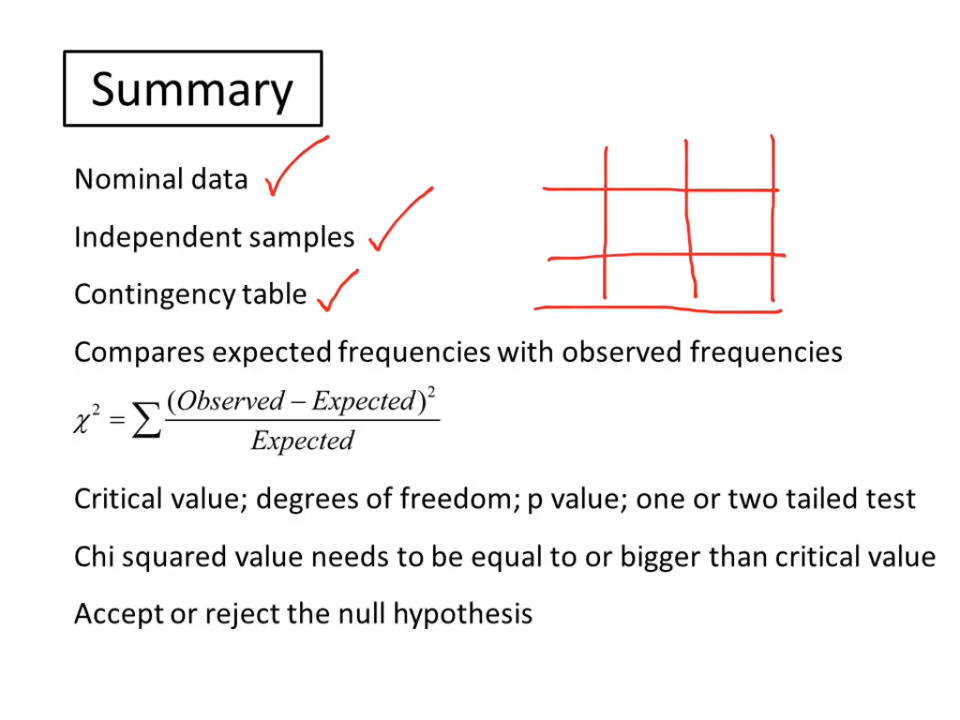 Summary
Nominal data
Independent samples
Contingency table
Compares expected frequencies with observed frequencies
χ² = ∑ (Observed − Expected)² / Expected
Critical value; degrees of freedom; p value; one or two tailed test
Chi squared value needs to be equal to or bigger than critical value
Accept or reject the null hypothesis